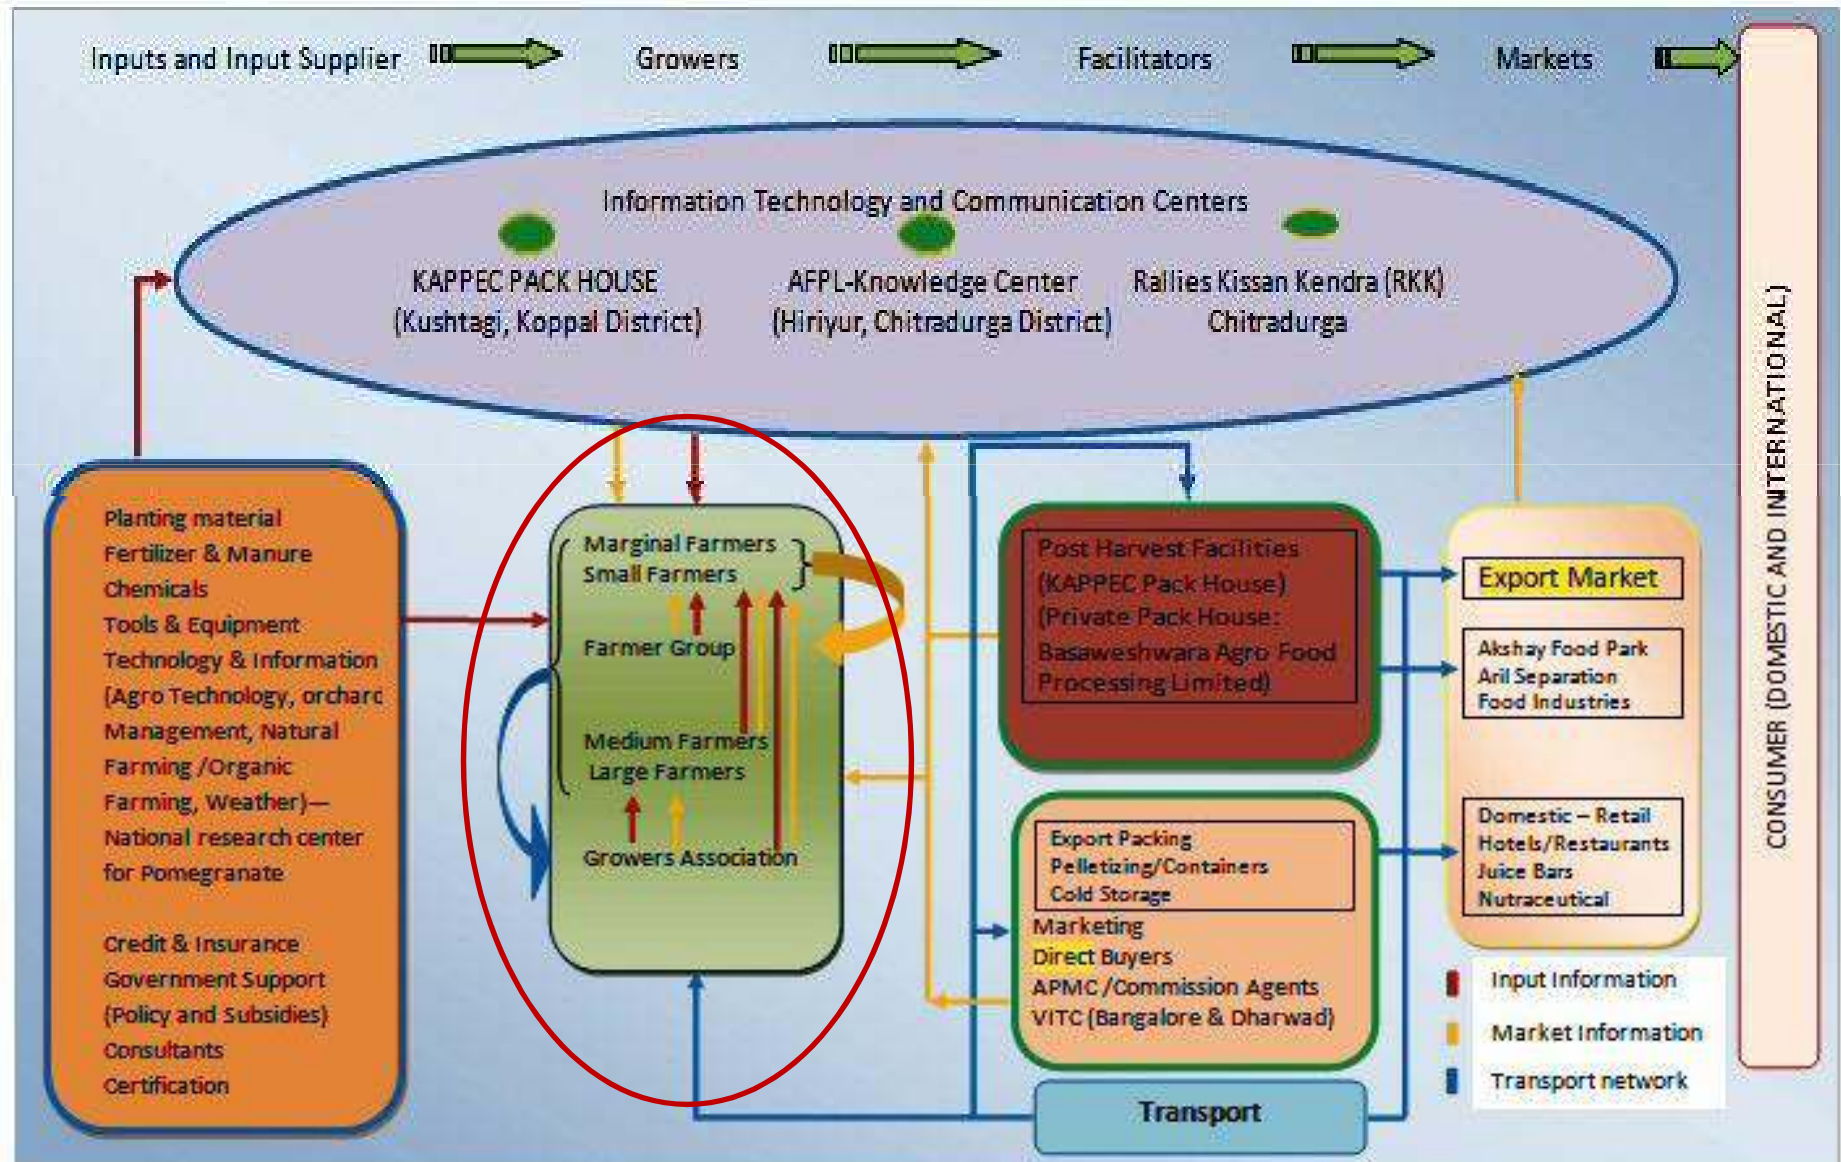 Inputs and Input Supplier
Growers
Facilitators
Markets
Information Technology and Communication Centers
KAPPEC PACK HOUSE
(Kushtagi, Koppal District)
AFPL-Knowledge Center
(Hiriyur, Chitradurga District)
Rallies Kissan Kendra (RKK)
Chitradurga
Planting material
Fertilizer & Manure
Chemicals
Tools & Equipment
Technology & Information
(Agro Technology, orcharc
Management, Natural
Farming /Organic
Farming, Weather)—
National research center
for Pomegranate
Credit & Insurance
Government Support
(Policy and Subsidies)
Consultants
Certification
Marginal Farmers
Small Farmers
Farmer Group
Medium Farmers
Large Farmers
Growers Association
Post Harvest Facilities
(KAPPEC Pack House)
(Private Pack House:
Basaweshwara Agro Food
Processing Limited)
Export Packing
Pelletizing/Containers
Cold Storage
Marketing
Direct Buyers
APMC /Commission Agents
VITC (Bangalore & Dharwad)
Transport
Export Market
Akshay Food Park
Aril Separation
Food Industries
Domestic – Retail
Hotels/Restaurants
Juice Bars
Nutraceutical
Input Information
Market Information
Transport network
CONSUMER (DOMESTIC AND INTERNATIONAL)